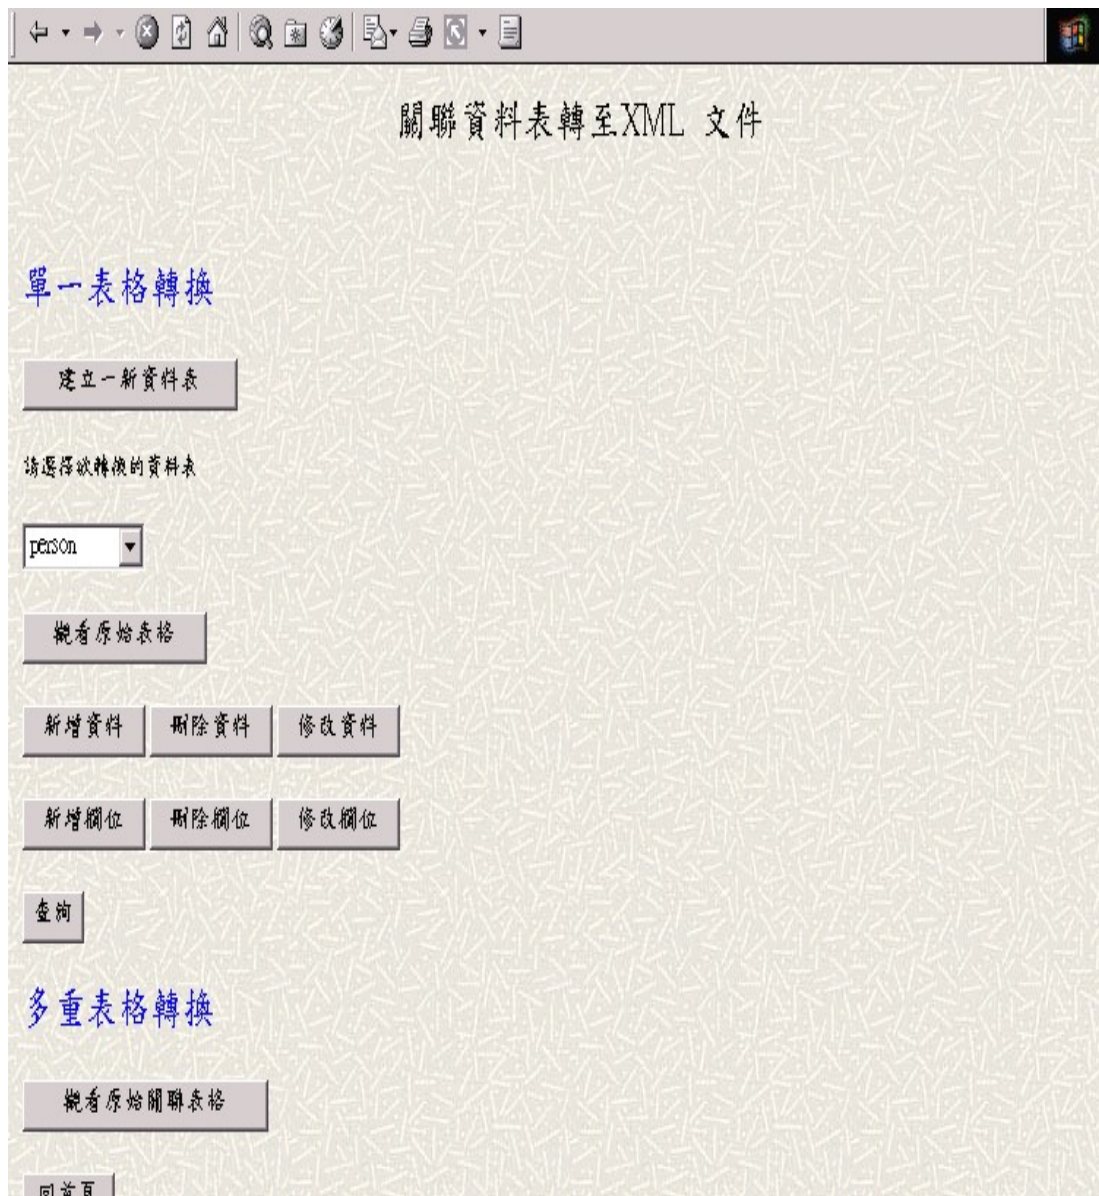 關聯資料表轉至XML 文件
單一表格轉換
建立一新資料表
請選擇欲轉換的資料表
person
觀看原始表格
新增資料 刪除資料 修改資料
新增欄位 刪除欄位 修改欄位
查詢
多重表格轉換
觀看原始關聯表格
回首頁